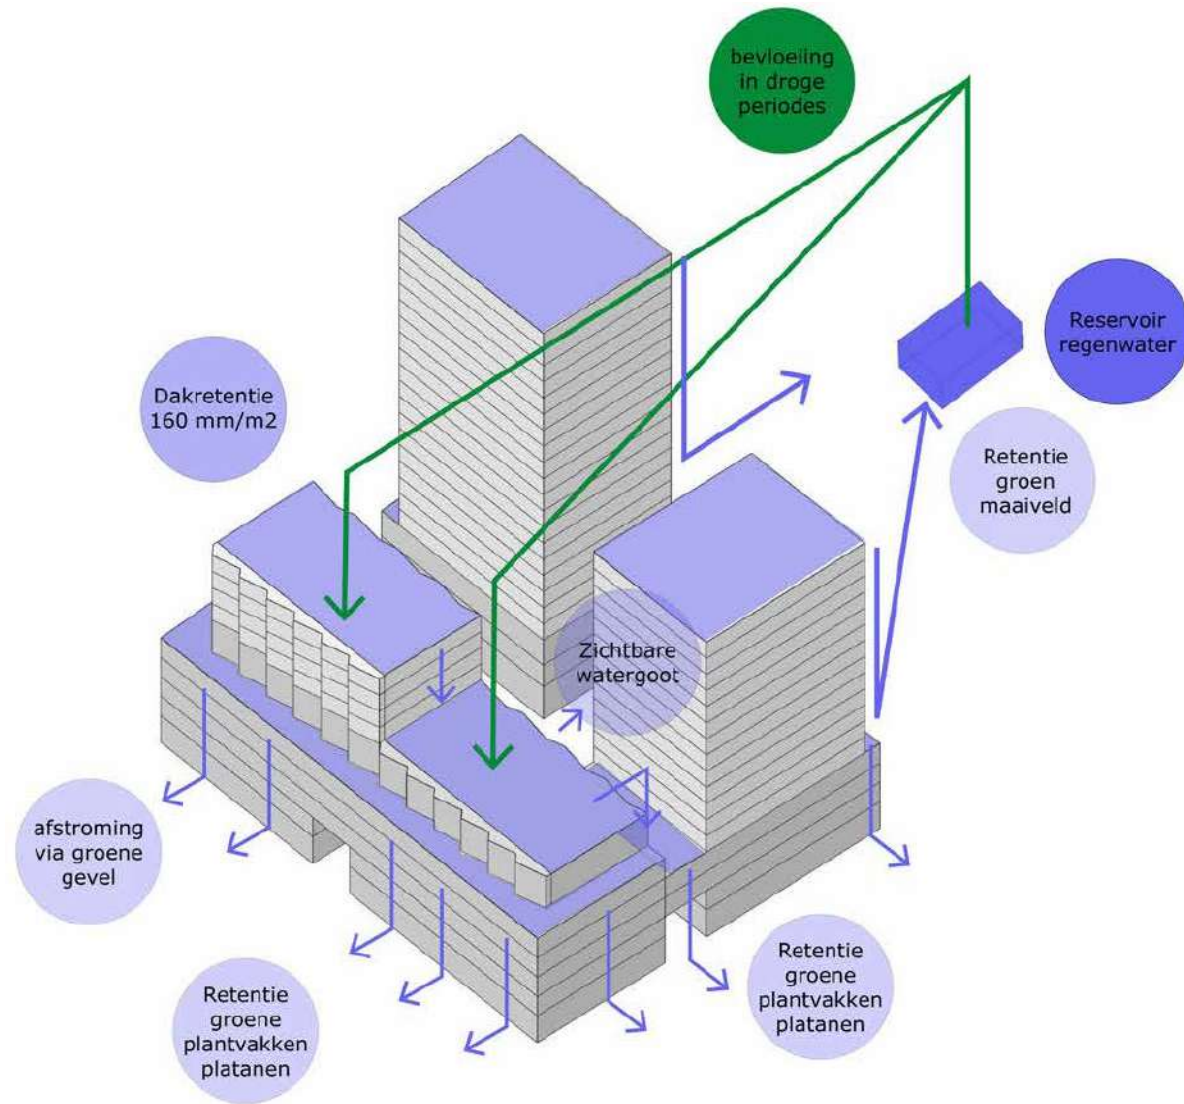 bevloeiing
in droge
periodes
Reservoir
regenwater
Dakretentie
160 mm/m2
Retentie
groen
maaiveld
Zichtbare
watergoot
afstroming
via groene
gevel
Retentie
groene
plantvakken
platanen
Retentie
groene
plantvakken
platanen